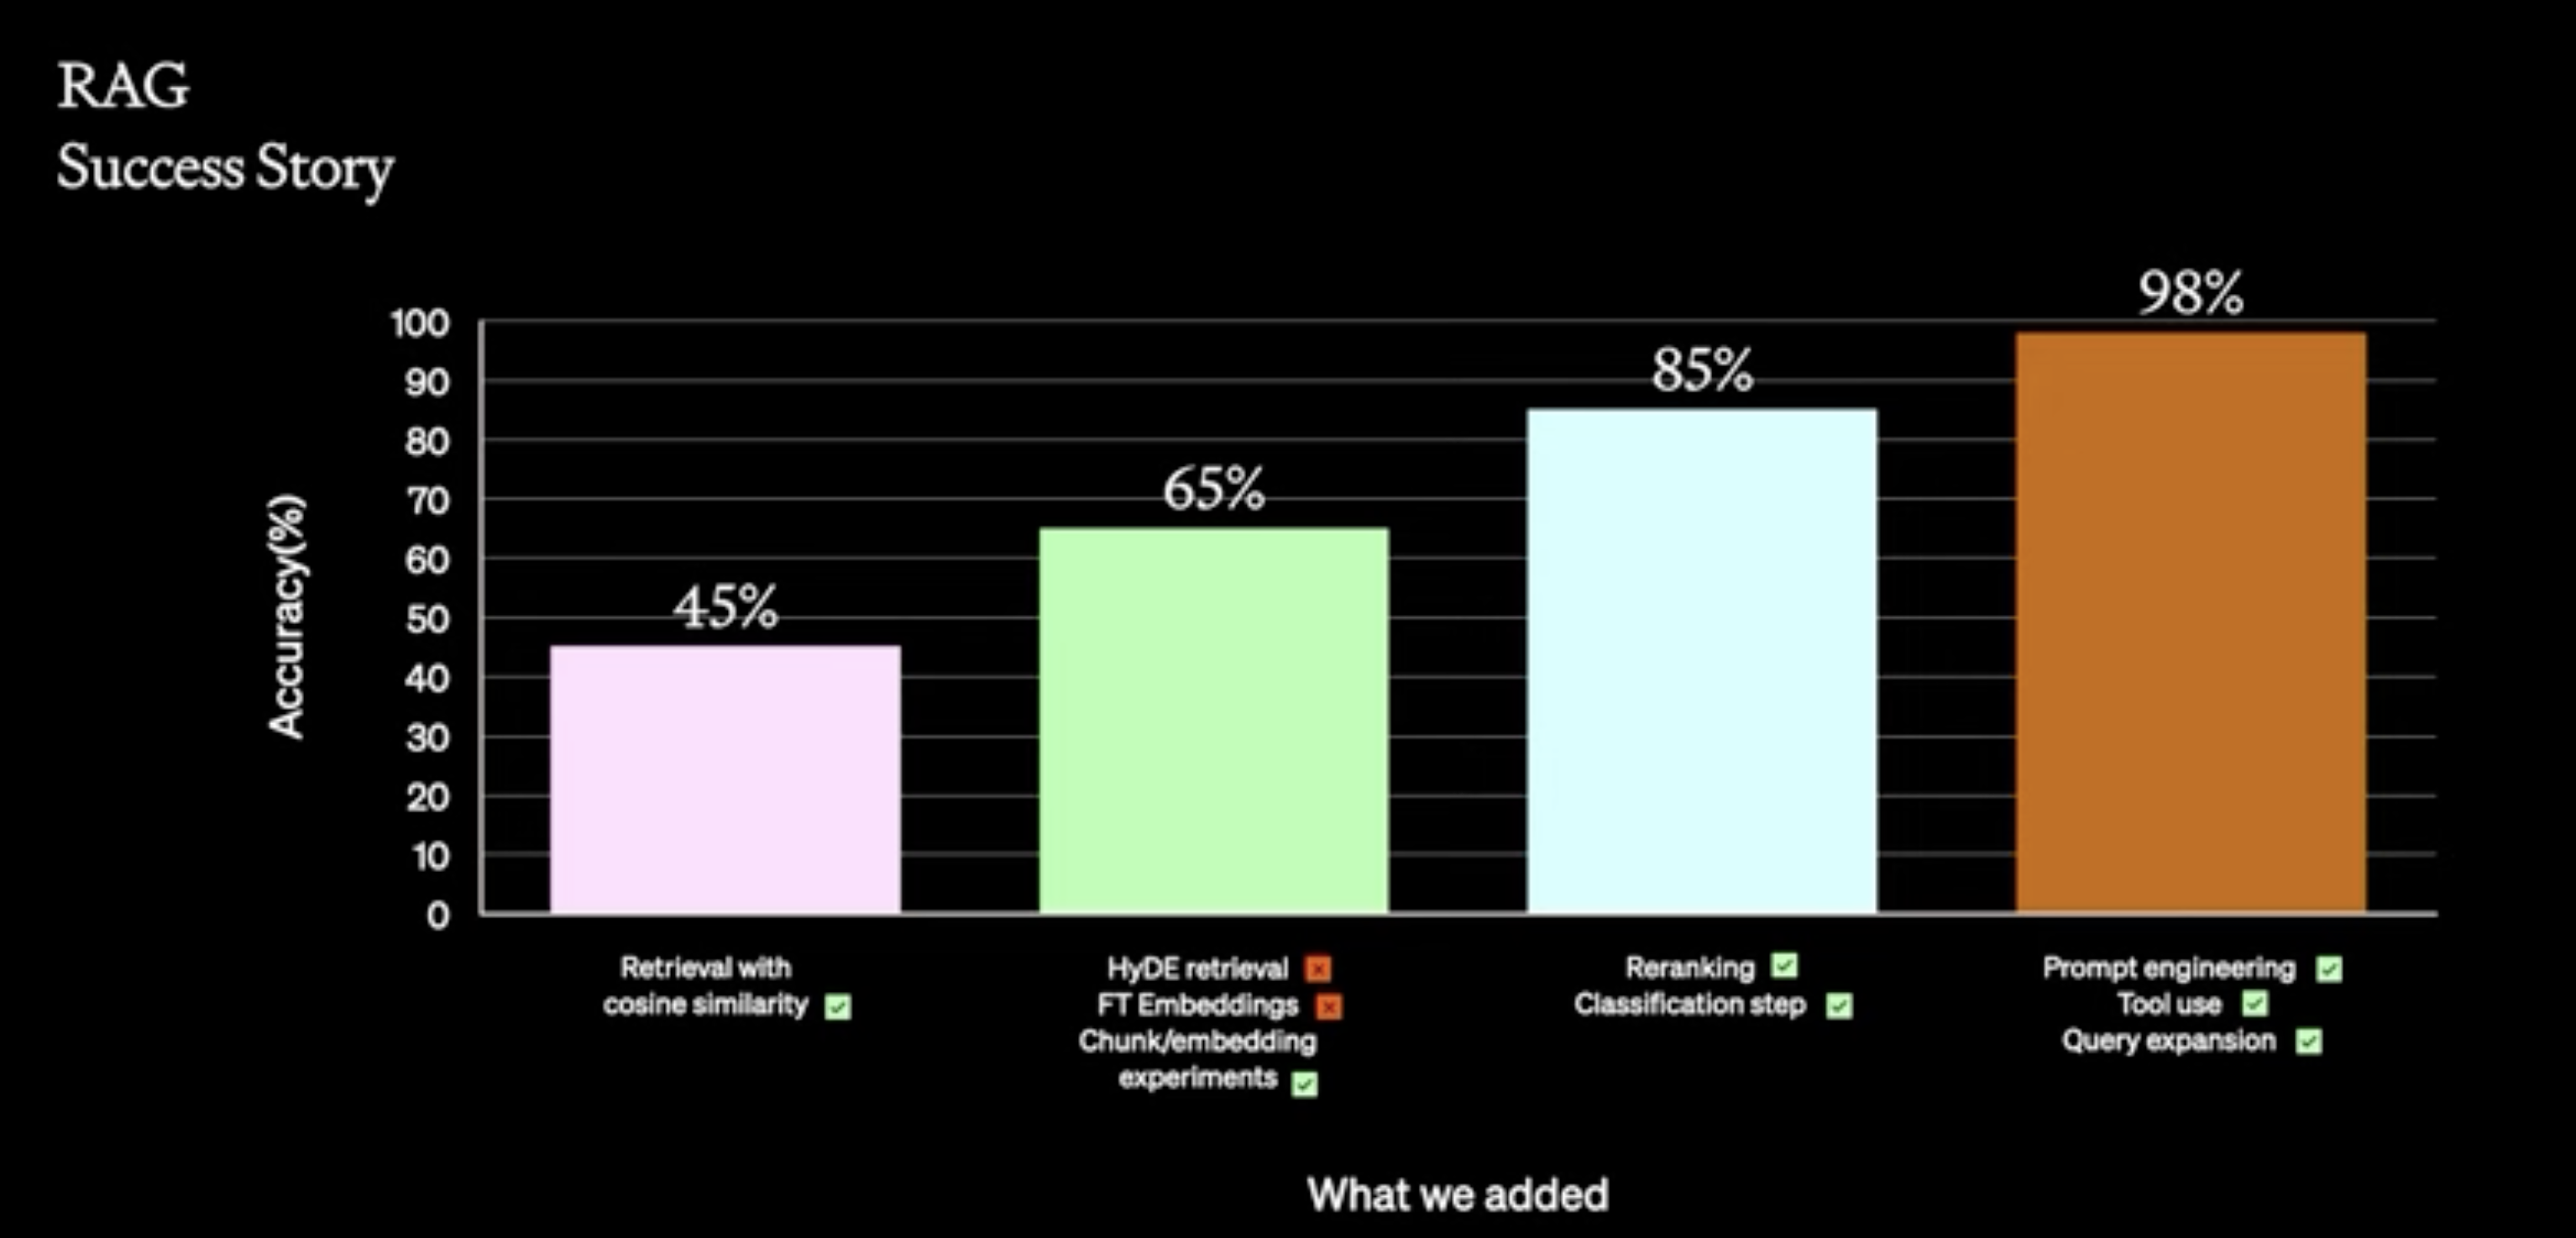 RAG
Success Story
98%
85%
65%
45%
100
90
80
70
60
50
40
30
20
10
0
Accuracy(%)
Retrieval with
cosine similarity
HyDE retrieval
FT Embeddings
Chunk/embedding
experiments
Reranking
Classification step
Prompt engineering
Tool use
Query expansion
What we added